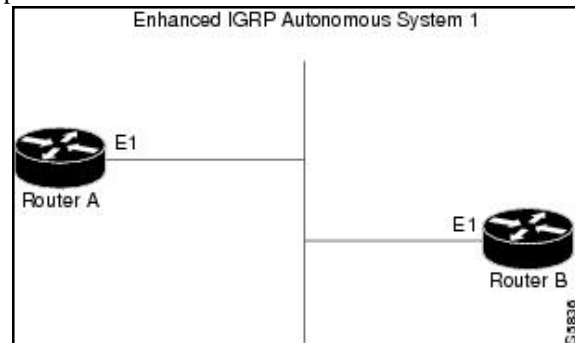 Enhanced IGRP Autonomous System 1
E1
Router A
E1
Router B
S5836